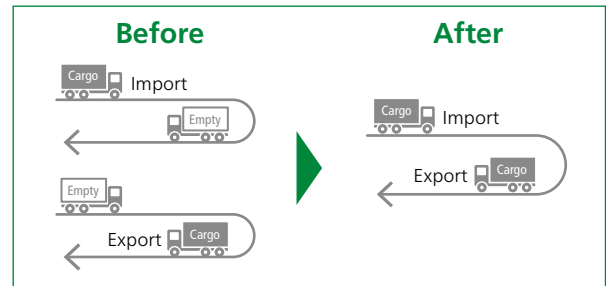 Before
Cargo
Import
Empty
Empty
Export
Cargo
After
Cargo
Import
Export
Cargo